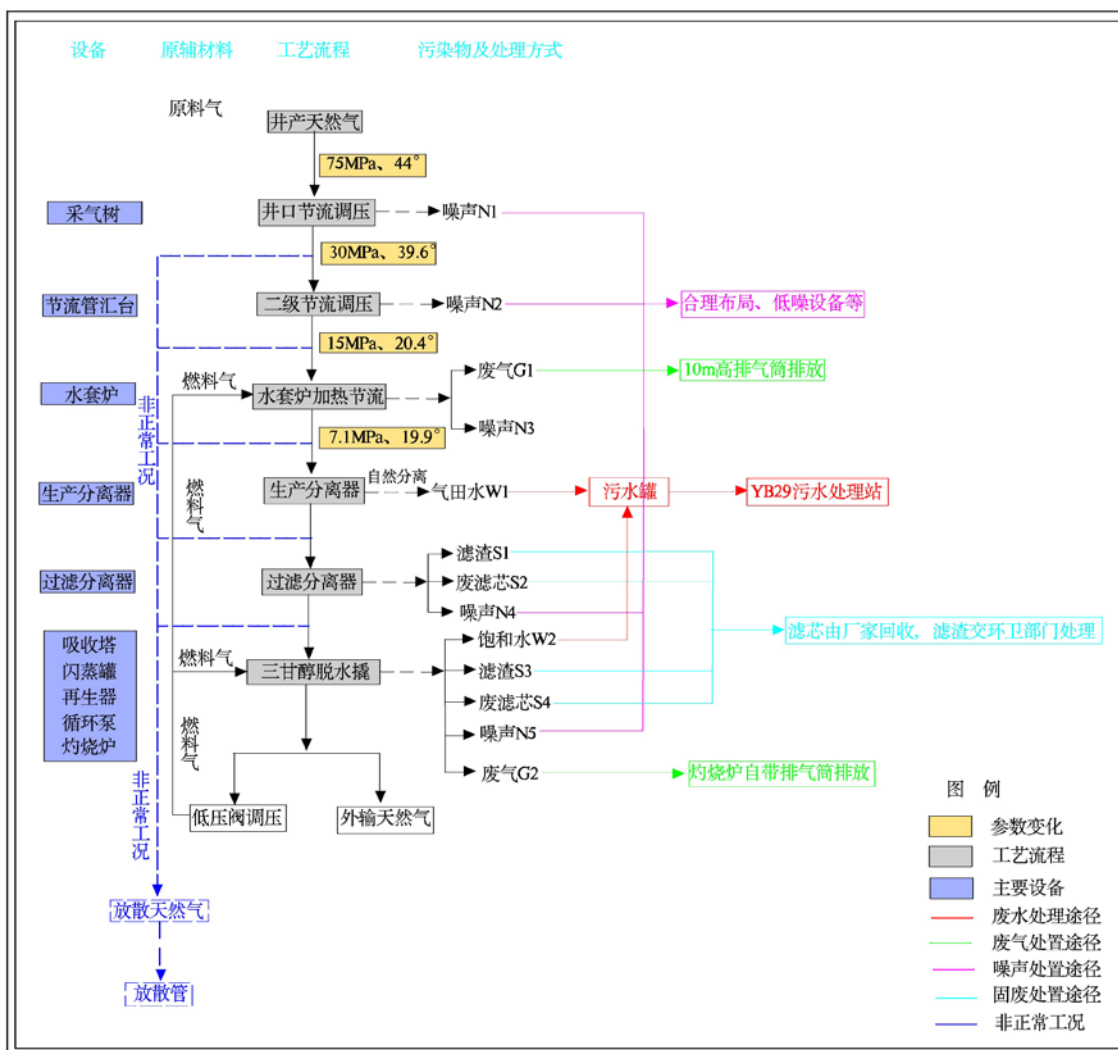 设备 原辅材料 工艺流程 污染物及处理方式
原料气
井产天然气
75MPa、44°
采气树
井口节流调压
噪声N1
30MPa、39.6°
节流管汇台
二级节流调压
噪声N2
合理布局、低噪设备等
15MPa、20.4°
水套炉
燃料气
水套炉加热节流
废气G1
10m高排气筒排放
噪声N3
7.1MPa、19.9°
非正常工况
生产分离器
燃料气
生产分离器
自然分离
气田水W1
污水罐
YB29污水处理站
过滤分离器
过滤分离器
滤渣S1
废滤芯S2
噪声N4
滤芯由厂家回收，滤渣交环卫部门处理
吸收塔
闪蒸罐
再生器
循环泵
灼烧炉
燃料气
三甘醇脱水撬
饱和水W2
滤渣S3
废滤芯S4
噪声N5
废气G2
灼烧炉自带排气筒排放
燃料气
非正常工况
低压阀调压
外输天然气
放散天然气
放散管
图 例
参数变化
工艺流程
主要设备
废水处理途径
废气处置途径
噪声处置途径
固废处置途径
非正常工况